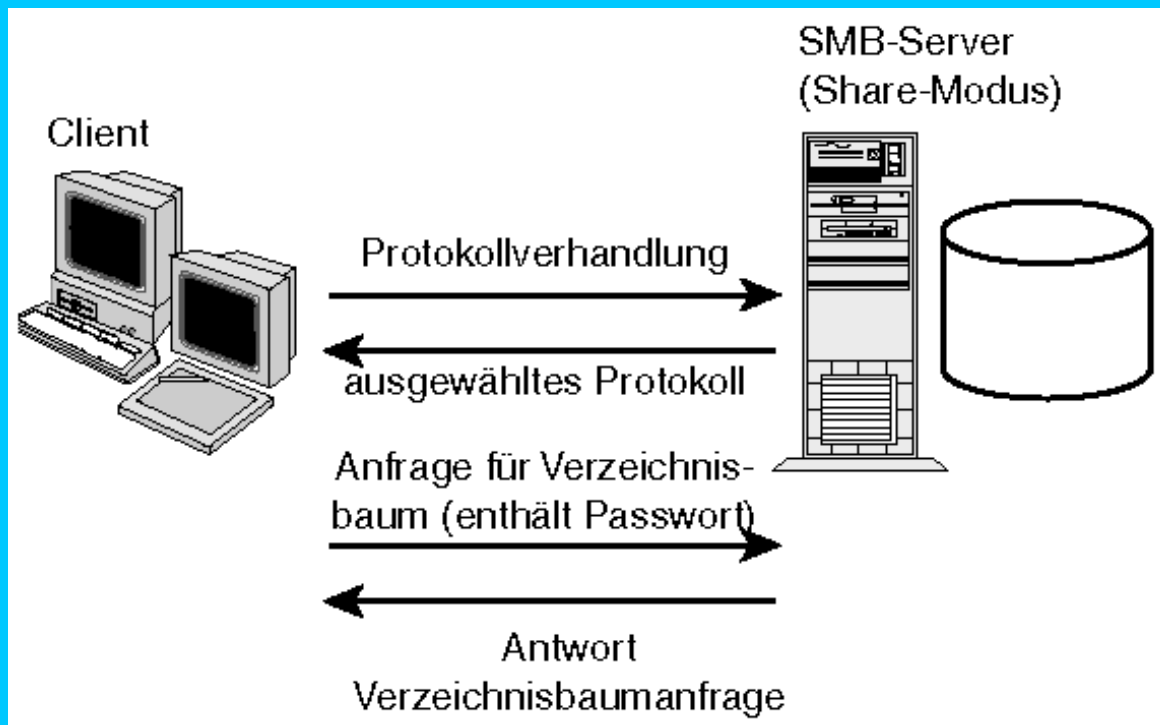 SMB-Server
(Share-Modus)
Client
Protokollverhandlung
ausgewähltes Protokoll
Anfrage für Verzeichnis-
baum (enthält Passwort)
Antwort
Verzeichnisbaumanfrage